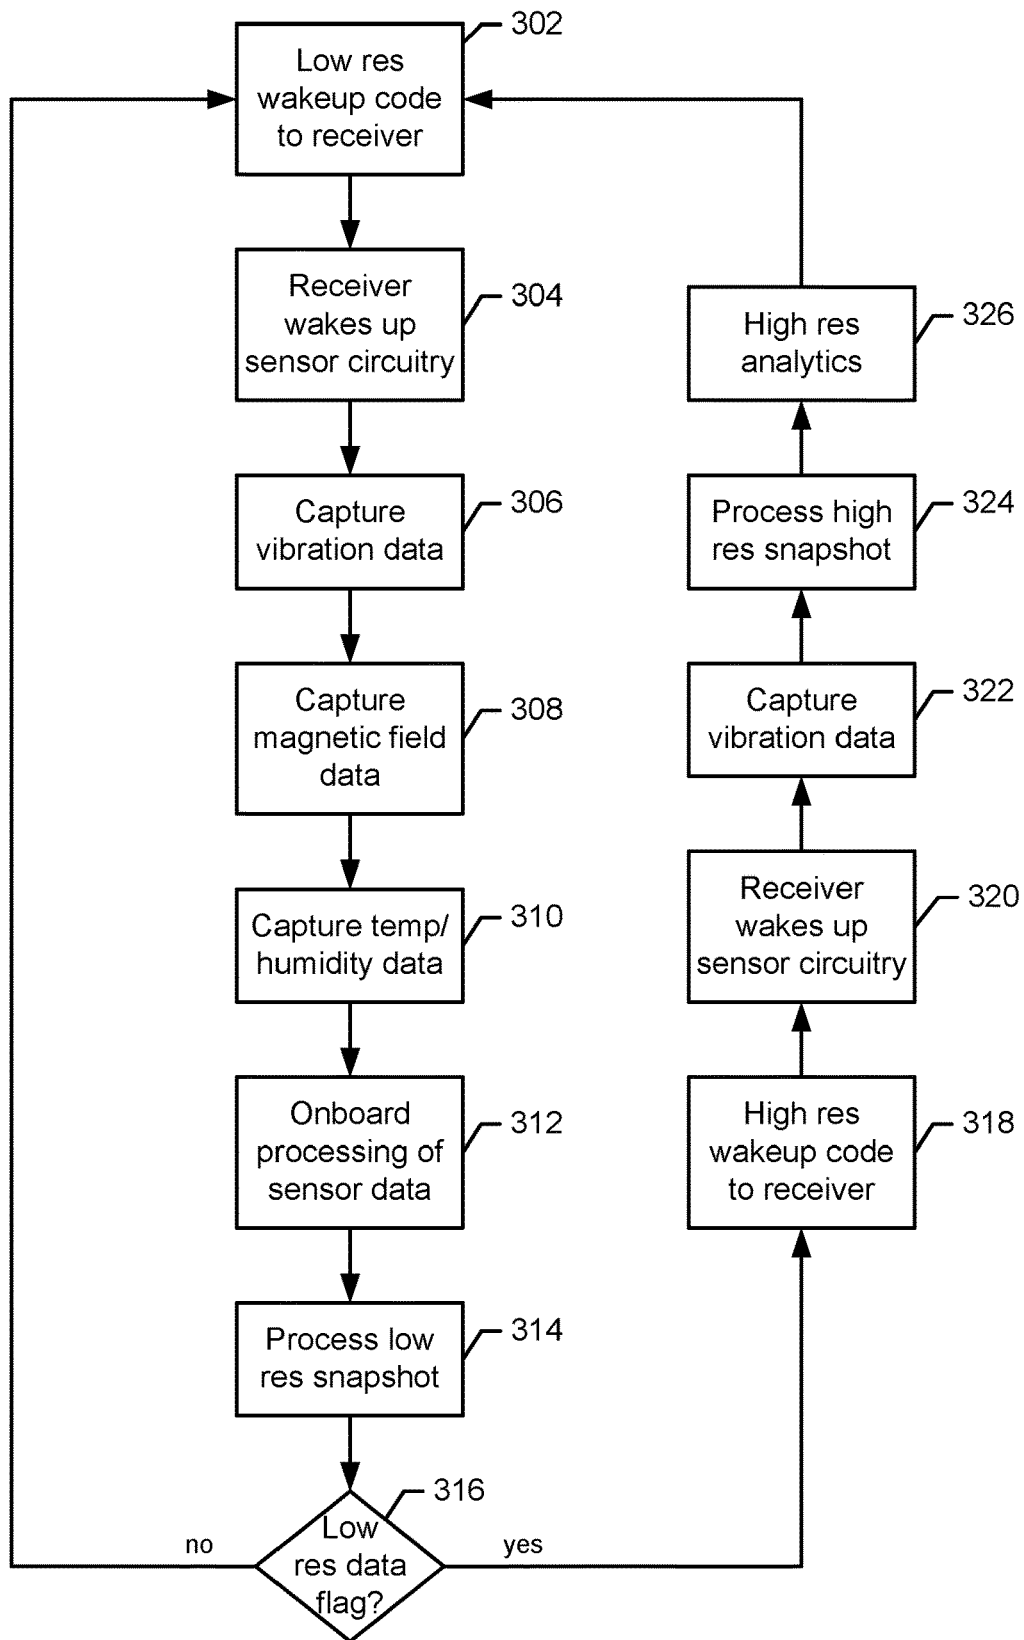 302
Low res
wakeup code
to receiver
304
Receiver
wakes up
sensor circuitry
306
Capture
vibration data
308
Capture
magnetic field
data
310
Capture temp/
humidity data
312
Onboard
processing of
sensor data
314
Process low
res snapshot
316
Low
res data
flag?
no
yes
318
High res
wakeup code
to receiver
320
Receiver
wakes up
sensor circuitry
322
Capture
vibration data
324
Process high
res snapshot
326
High res
analytics